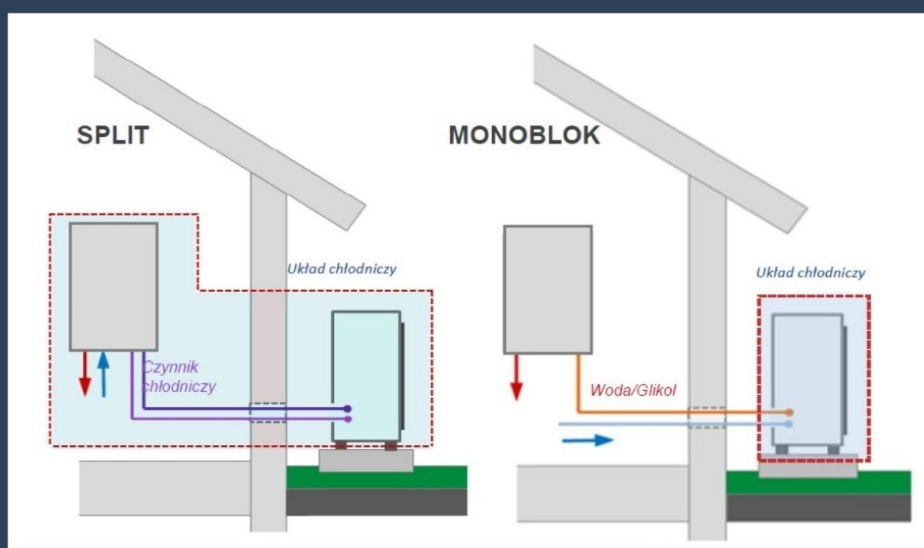 SPLIT
Układ chłodniczy
Czynnik
chłodniczy
MONOBLOK
Układ chłodniczy
Woda/Glikol